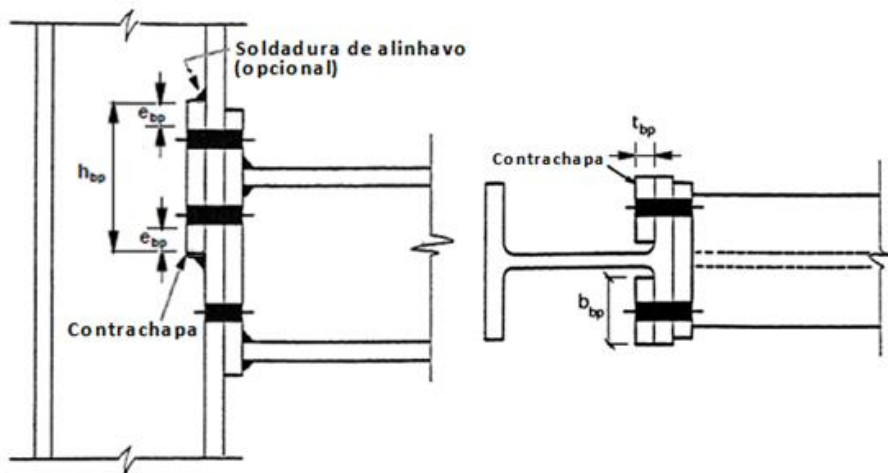 Soldadura de alinhavo
(opcional)
e_bp
h_bp
e_bp
Contrachapa
t_bp
Contrachapa
b_bp